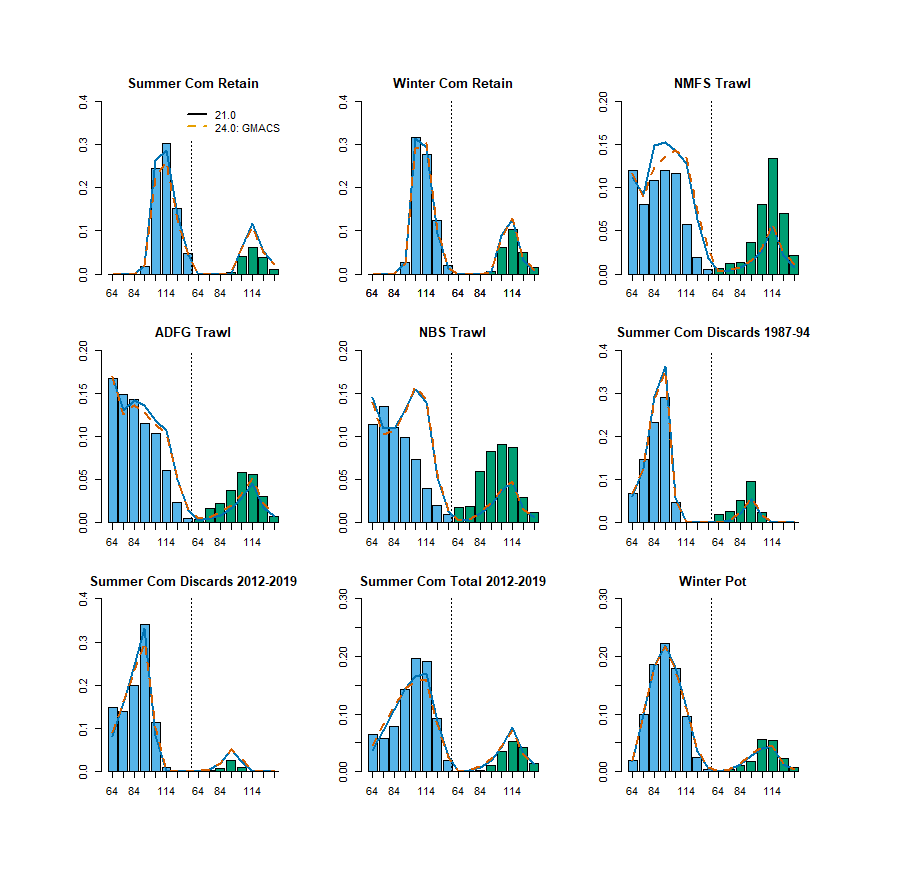 Summer Com Retain
Winter Com Retain
NMFS Trawl
0.4
0.3
0.2
0.1
0.0
21.0
24.0: GMACS
64 84 114 64 84 114
0.4
0.3
0.2
0.1
0.0
64 84 114 64 84 114
0.20
0.15
0.10
0.05
0.00
64 84 114 64 84 114
ADFG Trawl
NBS Trawl
Summer Com Discards 1987-94
0.20
0.15
0.10
0.05
0.00
64 84 114 64 84 114
0.20
0.15
0.10
0.05
0.00
64 84 114 64 84 114
0.4
0.3
0.2
0.1
0.0
64 84 114 64 84 114
Summer Com Discards 2012-2019
Summer Com Total 2012-2019
Winter Pot
0.4
0.3
0.2
0.1
0.0
64 84 114 64 84 114
0.30
0.20
0.10
0.00
64 84 114 64 84 114
0.30
0.20
0.10
0.00
64 84 114 64 84 114